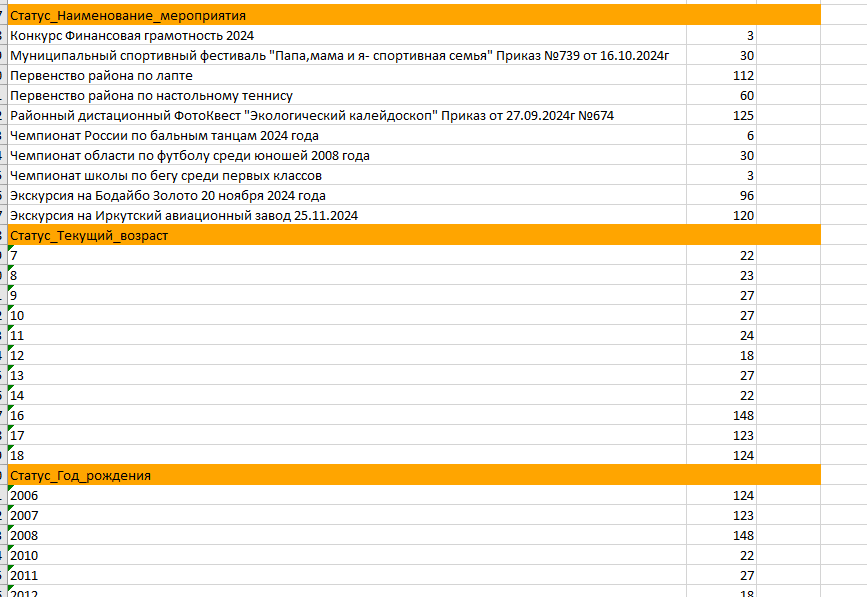 Статус_Наименование_мероприятия
Конкурс Финансовая грамотность 2024 3
Муниципальный спортивный фестиваль "Папа,мама и я- спортивная семья" Приказ №739 от 16.10.2024г 30
Первенство района по лапте 112
Первенство района по настольному теннису 60
Районный дистационный ФотоКвест "Экологический калейдоскоп" Приказ от 27.09.2024г №674 125
Чемпионат России по бальным танцам 2024 года 6
Чемпионат области по футболу среди юношей 2008 года 30
Чемпионат школы по бегу среди первых классов 3
Экскурсия на Бодайбо Золото 20 ноября 2024 года 96
Экскурсия на Иркутский авиационный завод 25.11.2024 120
Статус_Текущий_возраст
7 22
8 23
9 27
10 27
11 24
12 18
13 27
14 22
16 148
17 123
18 124
Статус_Год_рождения
2006 124
2007 123
2008 148
2010 22
2011 27
2012 18